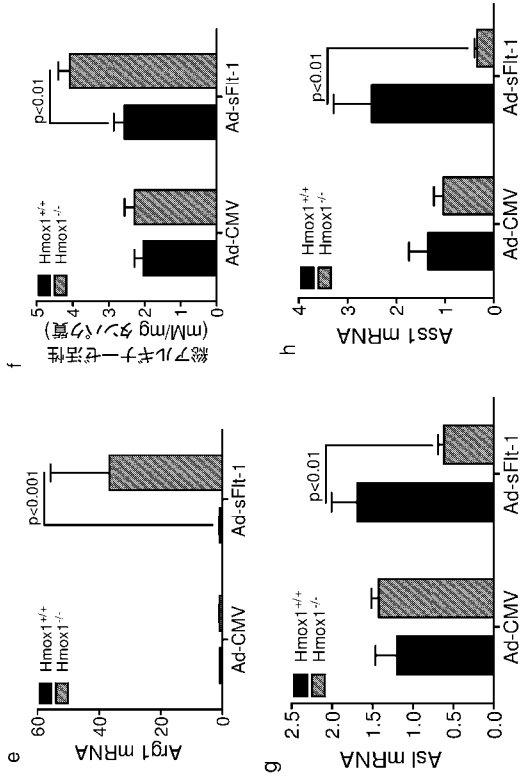 e
Arg1 mRNA
60
40
20
0
Hmox1+/+
Hmox1-/-
p<0.001
Ad-CMV
Ad-sFlt-1
f
総アルギナーゼ活性
(mM/mg タンパク質)
5
4
3
2
1
0
Hmox1+/+
Hmox1-/-
p<0.01
Ad-CMV
Ad-sFlt-1
g
Asl mRNA
2.5
2.0
1.5
1.0
0.5
0.0
Hmox1+/+
Hmox1-/-
p<0.01
Ad-CMV
Ad-sFlt-1
h
Ass1 mRNA
4
3
2
1
0
Hmox1+/+
Hmox1-/-
p<0.01
Ad-CMV
Ad-sFlt-1